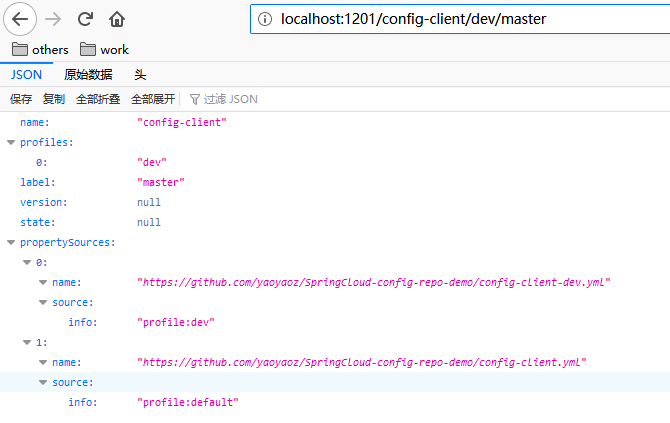 localhost:1201/config-client/dev/master
others work
JSON 原始数据 头
保存 复制 全部折叠 全部展开 过滤 JSON
name: "config-client"
profiles:
0: "dev"
label: "master"
version: null
state: null
propertySources:
0:
name: "https://github.com/yaoyaoz/SpringCloud-config-repo-demo/config-client-dev.yml"
source:
info: "profile:dev"
1:
name: "https://github.com/yaoyaoz/SpringCloud-config-repo-demo/config-client.yml"
source:
info: "profile:default"